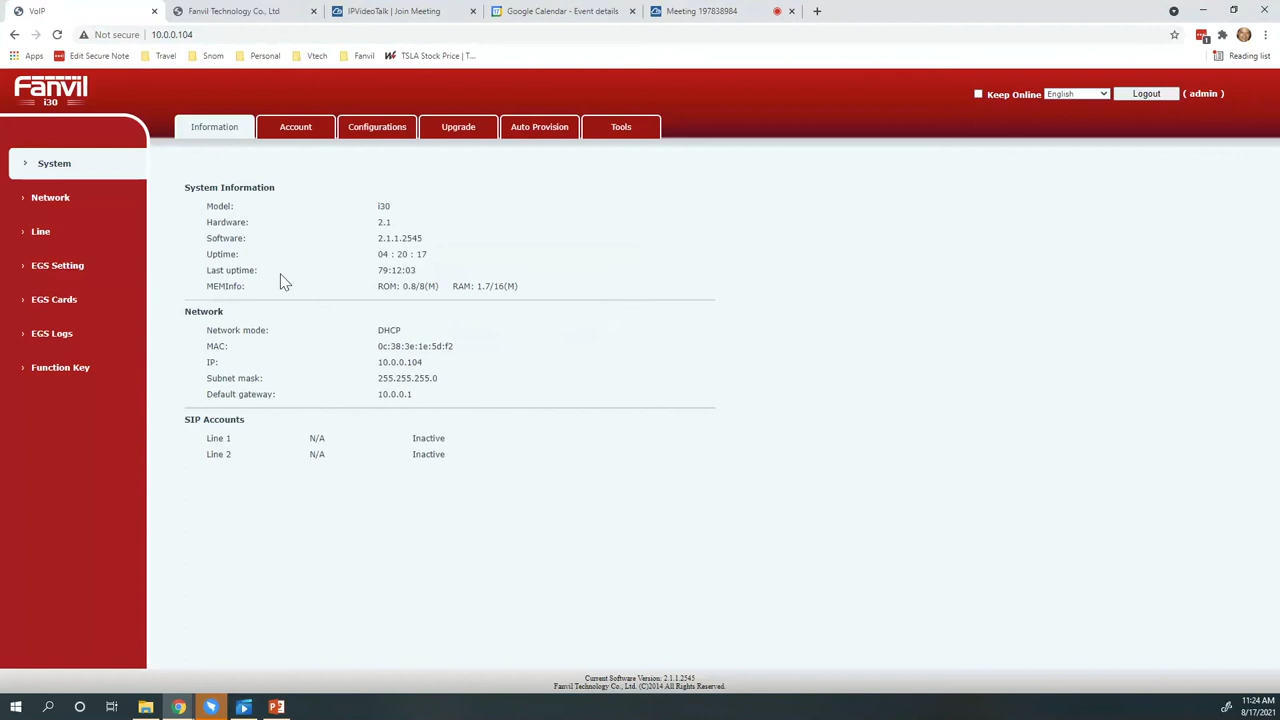 VoIP
Fanvil Technology Co., Ltd
IPVideoTalk | Join Meeting
Google Calendar - Event details
Meeting 197838984
Not secure | 10.0.0.104
Apps
Edit Secure Note
Travel
Snom
Personal
Vtech
Fanvil
TSLA Stock Price | T...
Reading list
Fanvil
i30
Keep Online
English
Logout
( admin )
Information
Account
Configurations
Upgrade
Auto Provision
Tools
› System
› Network
› Line
› EGS Setting
› EGS Cards
› EGS Logs
› Function Key
System Information
Model: i30
Hardware: 2.1
Software: 2.1.1.2545
Uptime: 04 : 20 : 17
Last uptime: 79:12:03
MEMInfo: ROM: 0.8/8(M) RAM: 1.7/16(M)
Network
Network mode: DHCP
MAC: 0c:38:3e:1e:5d:f2
IP: 10.0.0.104
Subnet mask: 255.255.255.0
Default gateway: 10.0.0.1
SIP Accounts
Line 1 N/A Inactive
Line 2 N/A Inactive
Current Software Version: 2.1.1.2545
Fanvil Technology Co., Ltd. (C)2014 All Rights Reserved.
11:24 AM
8/17/2021